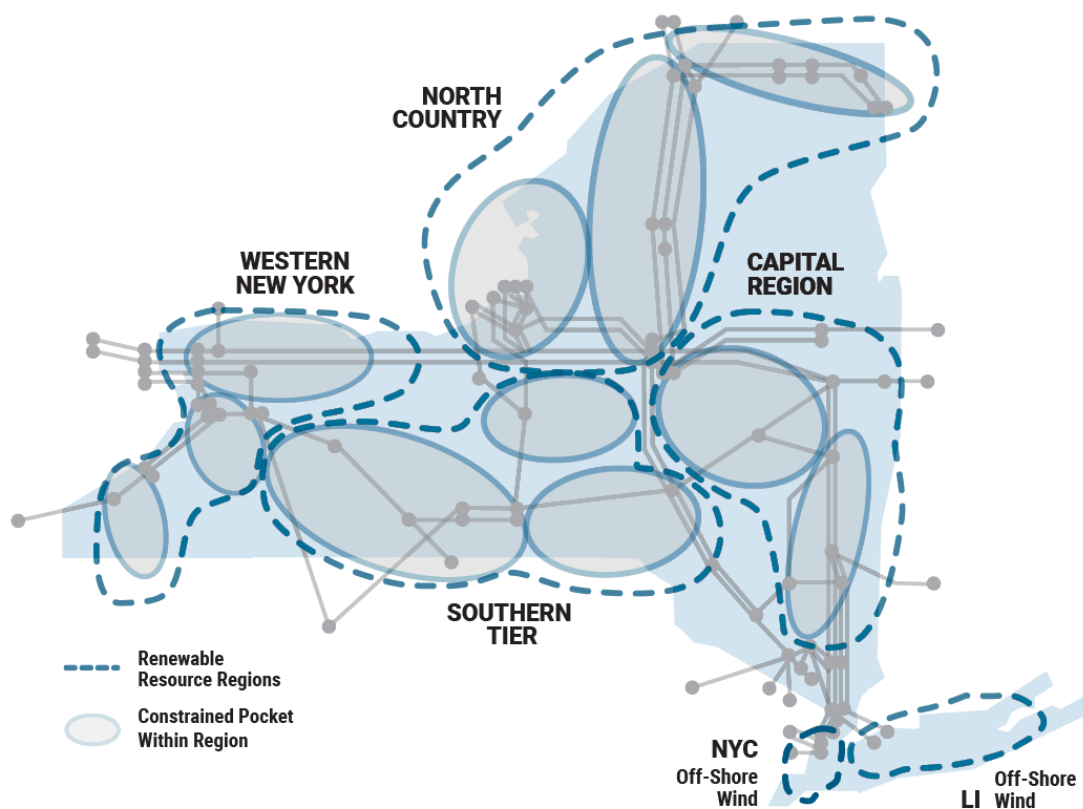 NORTH
COUNTRY
WESTERN
NEW YORK
CAPITAL
REGION
SOUTHERN
TIER
Renewable
Resource Regions
Constrained Pocket
Within Region
NYC
Off-Shore
Wind
LI
Off-Shore
Wind